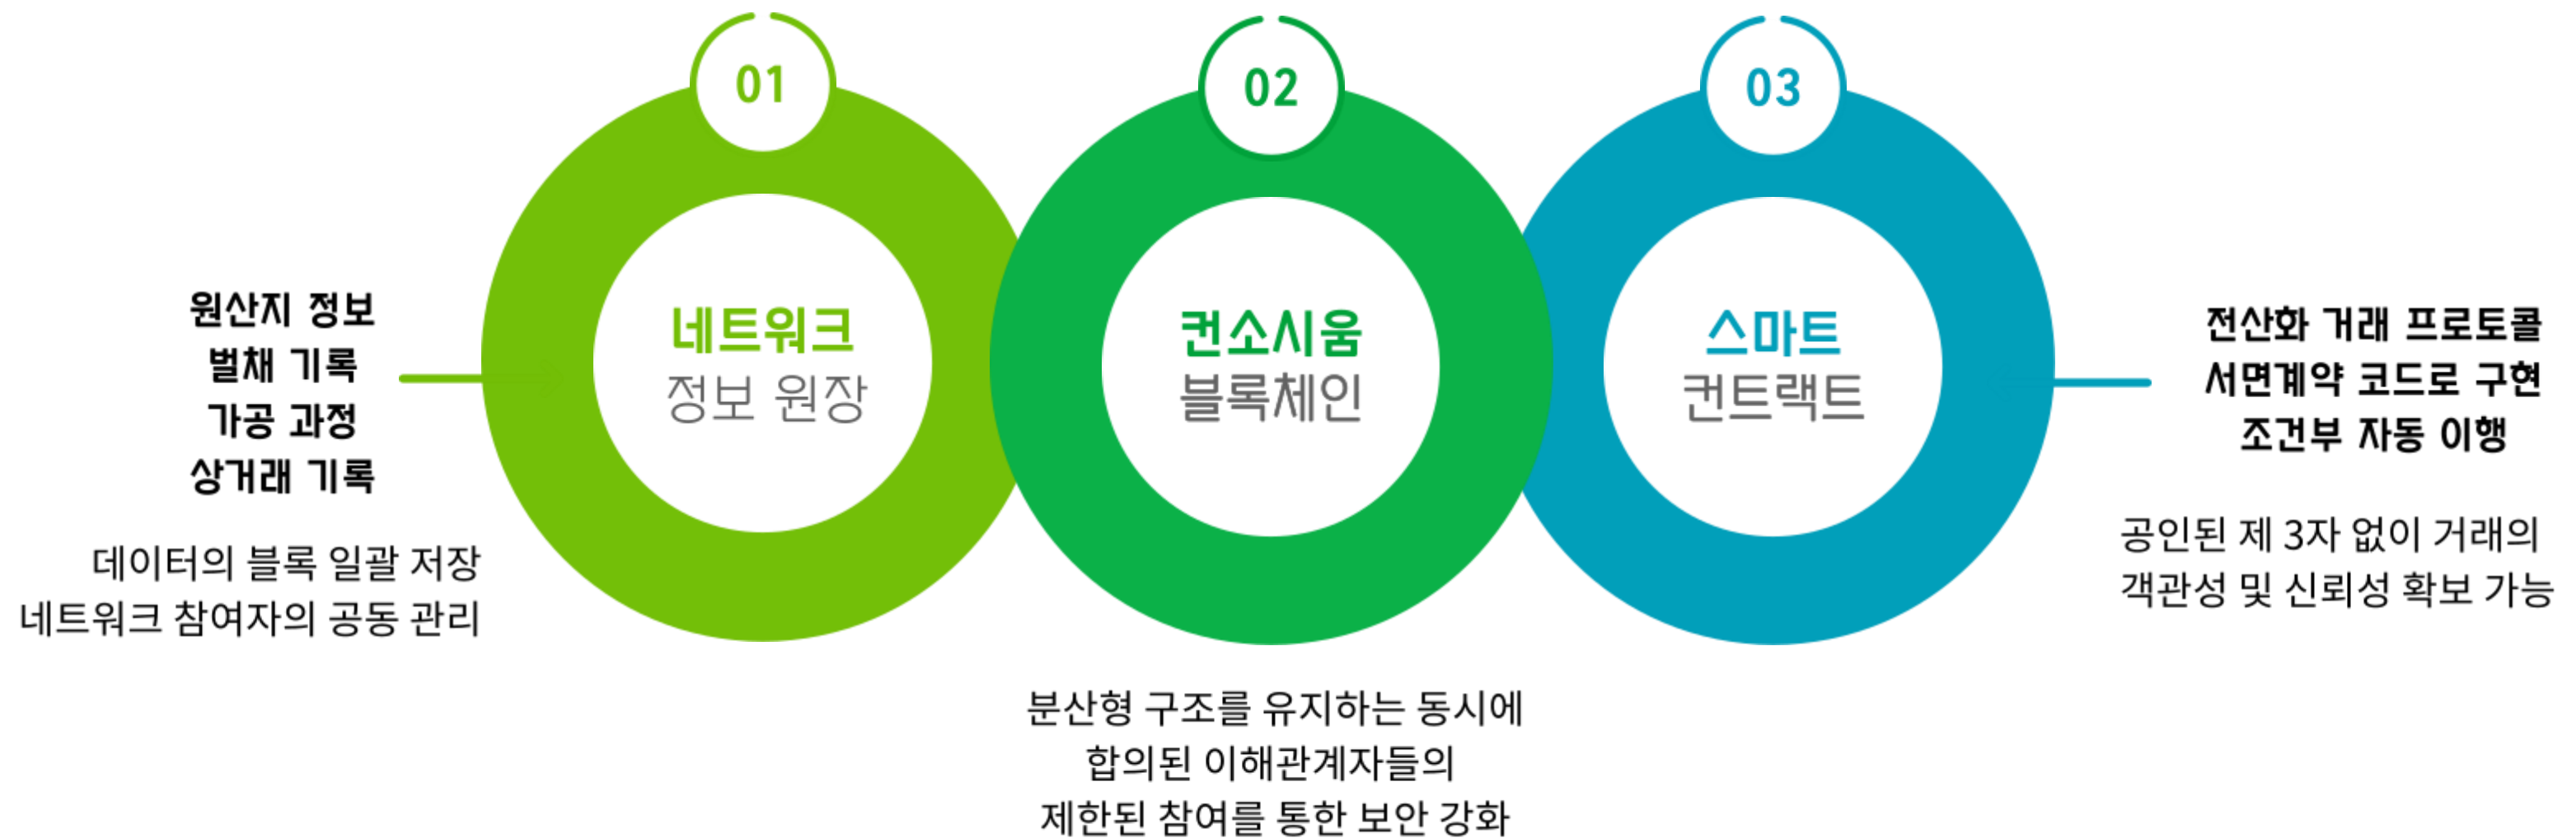 01
네트워크
정보 원장
원산지 정보
벌채 기록
가공 과정
상거래 기록
데이터의 블록 일괄 저장
네트워크 참여자의 공동 관리
02
컨소시움
블록체인
분산형 구조를 유지하는 동시에
합의된 이해관계자들의
제한된 참여를 통한 보안 강화
03
스마트
컨트랙트
전산화 거래 프로토콜
서면계약 코드로 구현
조건부 자동 이행
공인된 제 3자 없이 거래의
객관성 및 신뢰성 확보 가능